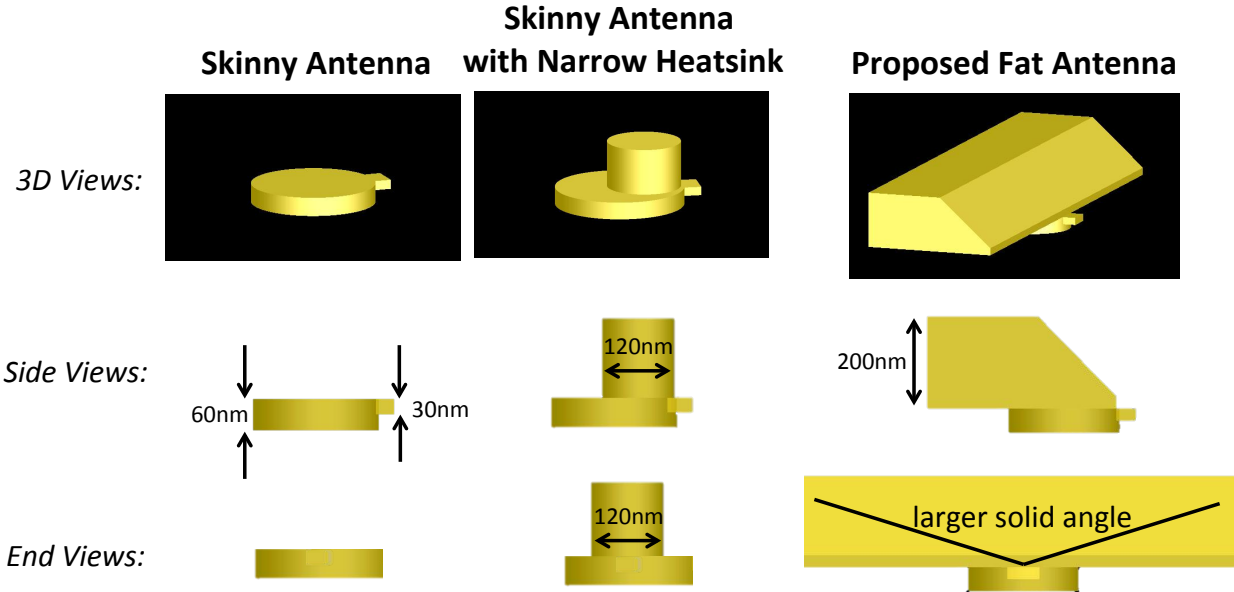 Skinny Antenna
Skinny Antenna
with Narrow Heatsink
Proposed Fat Antenna
3D Views:
Side Views:
60nm
30nm
120nm
200nm
End Views:
120nm
larger solid angle